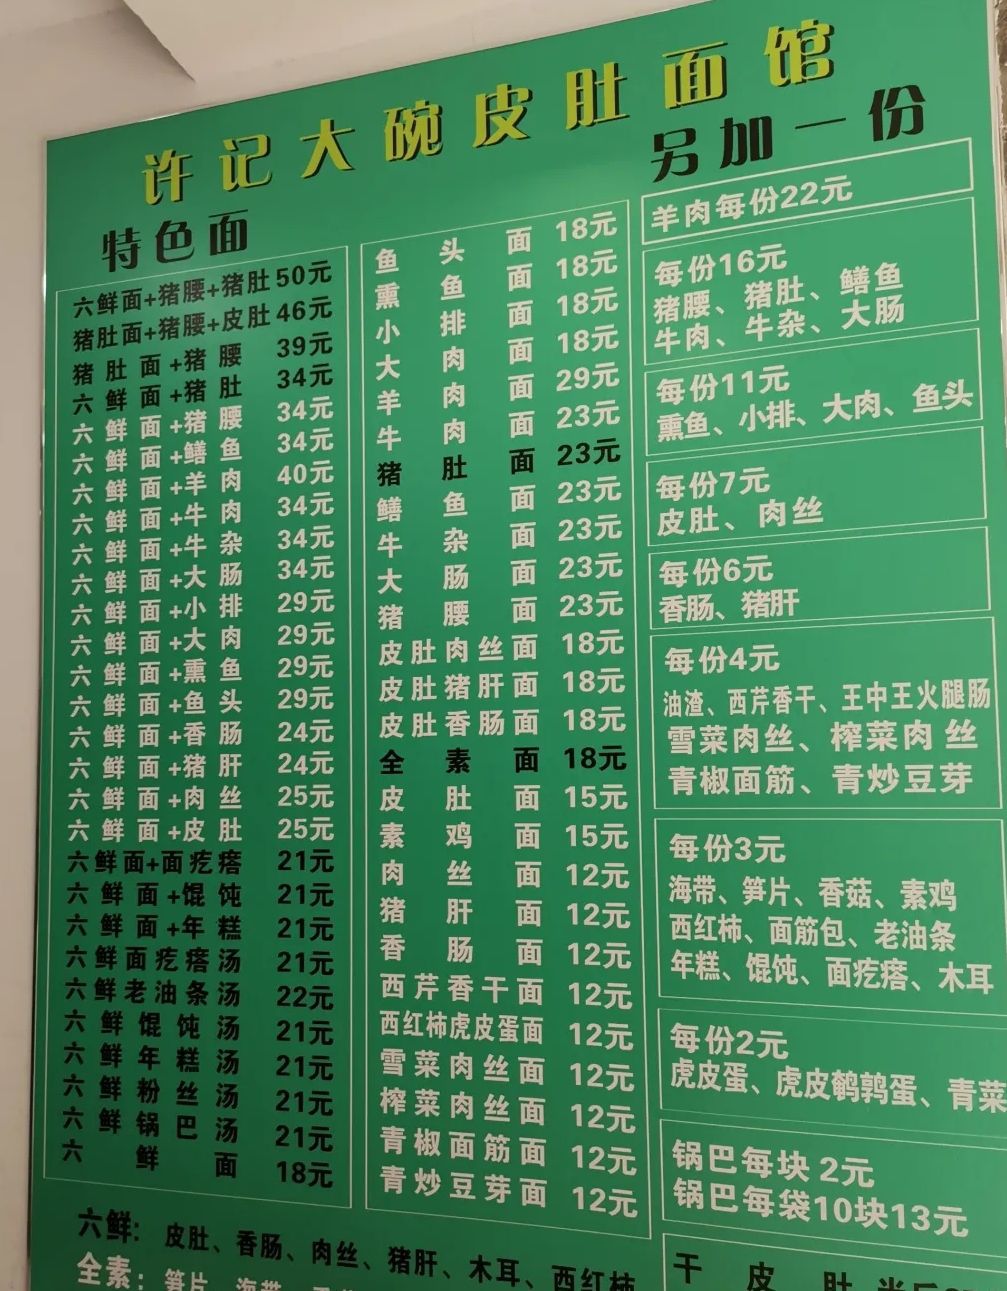 许记大碗皮肚面馆
特色面
六鲜面+猪腰+猪肚 50元
猪肚面+猪腰+皮肚 46元
猪肚面+猪腰 39元
六鲜面+猪肚 34元
六鲜面+猪腰 34元
六鲜面+鳝鱼 34元
六鲜面+羊肉 40元
六鲜面+牛肉 34元
六鲜面+牛杂 34元
六鲜面+大肠 34元
六鲜面+小排 29元
六鲜面+大肉 29元
六鲜面+熏鱼 29元
六鲜面+鱼头 29元
六鲜面+香肠 24元
六鲜面+猪肝 24元
六鲜面+肉丝 25元
六鲜面+皮肚 25元
六鲜面+面疙瘩 21元
六鲜面+馄饨 21元
六鲜面+年糕 21元
六鲜面疙瘩汤 21元
六鲜老油条汤 22元
六鲜馄饨汤 21元
六鲜年糕汤 21元
六鲜粉丝汤 21元
六鲜锅巴汤 21元
六鲜面 18元
鱼头面 18元
熏鱼面 18元
小排面 18元
大肉面 18元
羊肉面 29元
牛肉面 23元
猪肚面 23元
鳝鱼面 23元
牛杂面 23元
大肠面 23元
猪腰面 23元
皮肚肉丝面 18元
皮肚猪肝面 18元
皮肚香肠面 18元
全素面 18元
皮肚面 15元
素鸡面 15元
肉丝面 12元
猪肝面 12元
香肠面 12元
西芹香干面 12元
西红柿虎皮蛋面 12元
雪菜肉丝面 12元
榨菜肉丝面 12元
青椒面筋面 12元
青炒豆芽面 12元
另加一份
羊肉每份22元
每份16元
猪腰、猪肚、鳝鱼
牛肉、牛杂、大肠
每份11元
熏鱼、小排、大肉、鱼头
每份7元
皮肚、肉丝
每份6元
香肠、猪肝
每份4元
油渣、西芹香干、王中王火腿肠
雪菜肉丝、榨菜肉丝
青椒面筋、青炒豆芽
每份3元
海带、笋片、香菇、素鸡
西红柿、面筋包、老油条
年糕、馄饨、面疙瘩、木耳
每份2元
虎皮蛋、虎皮鹌鹑蛋、青菜
锅巴每块 2元
锅巴每袋10块13元
六鲜：皮肚、香肠、肉丝、猪肝、木耳、西红柿
全素：笋片、海带、
干皮肚